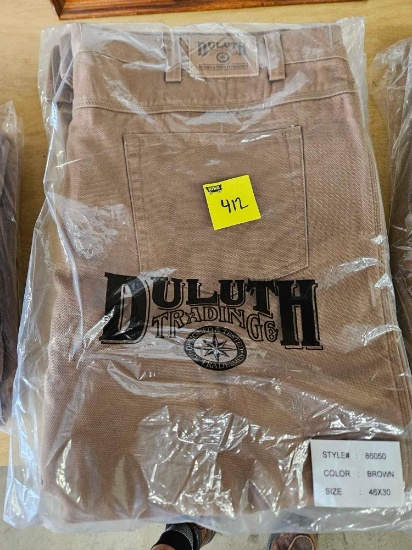 DULUTH
412
DULUTH
TRADING Co
STYLE# : 86050
COLOR : BROWN
SIZE : 46X30